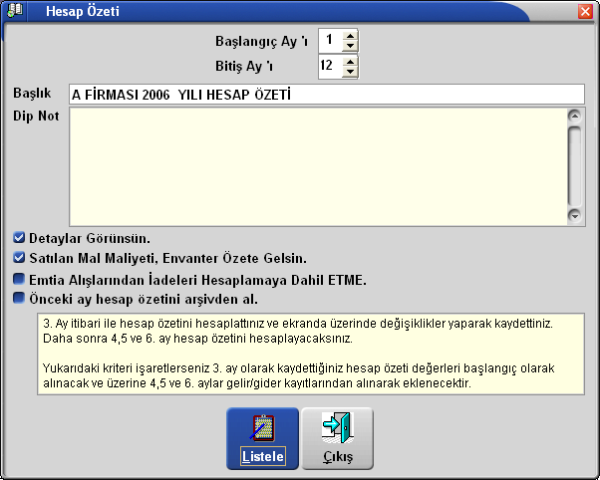 Hesap Özeti
Başlangıç Ay 'ı 1
Bitiş Ay 'ı 12
Başlık A FİRMASI 2006 YILI HESAP ÖZETİ
Dip Not
Detaylar Görünsün.
Satılan Mal Maliyeti, Envanter Özete Gelsin.
Emtia Alışlarından İadeleri Hesaplamaya Dahil ETME.
Önceki ay hesap özetini arşivden al.
3. Ay itibari ile hesap özetini hesaplattınız ve ekranda üzerinde değişiklikler yaparak kaydettiniz.
Daha sonra 4,5 ve 6. ay hesap özetini hesaplayacaksınız.
Yukarıdaki kriteri işaretlerseniz 3. ay olarak kaydettiğiniz hesap özeti değerleri başlangıç olarak
alınacak ve üzerine 4,5 ve 6. aylar gelir/gider kayıtlarından alınarak eklenecektir.
Listele Çıkış